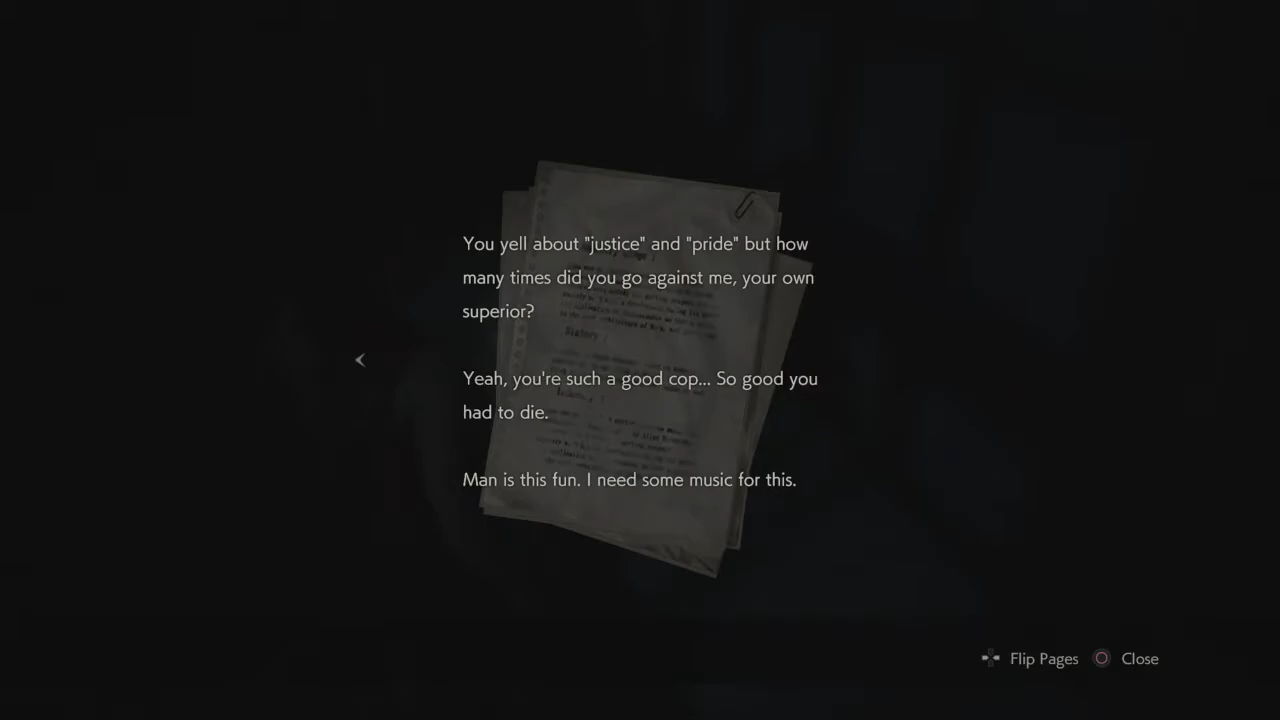 You yell about "justice" and "pride" but how
many times did you go against me, your own
superior?
Yeah, you're such a good cop... So good you
had to die.
Man is this fun. I need some music for this.
Flip Pages
Close